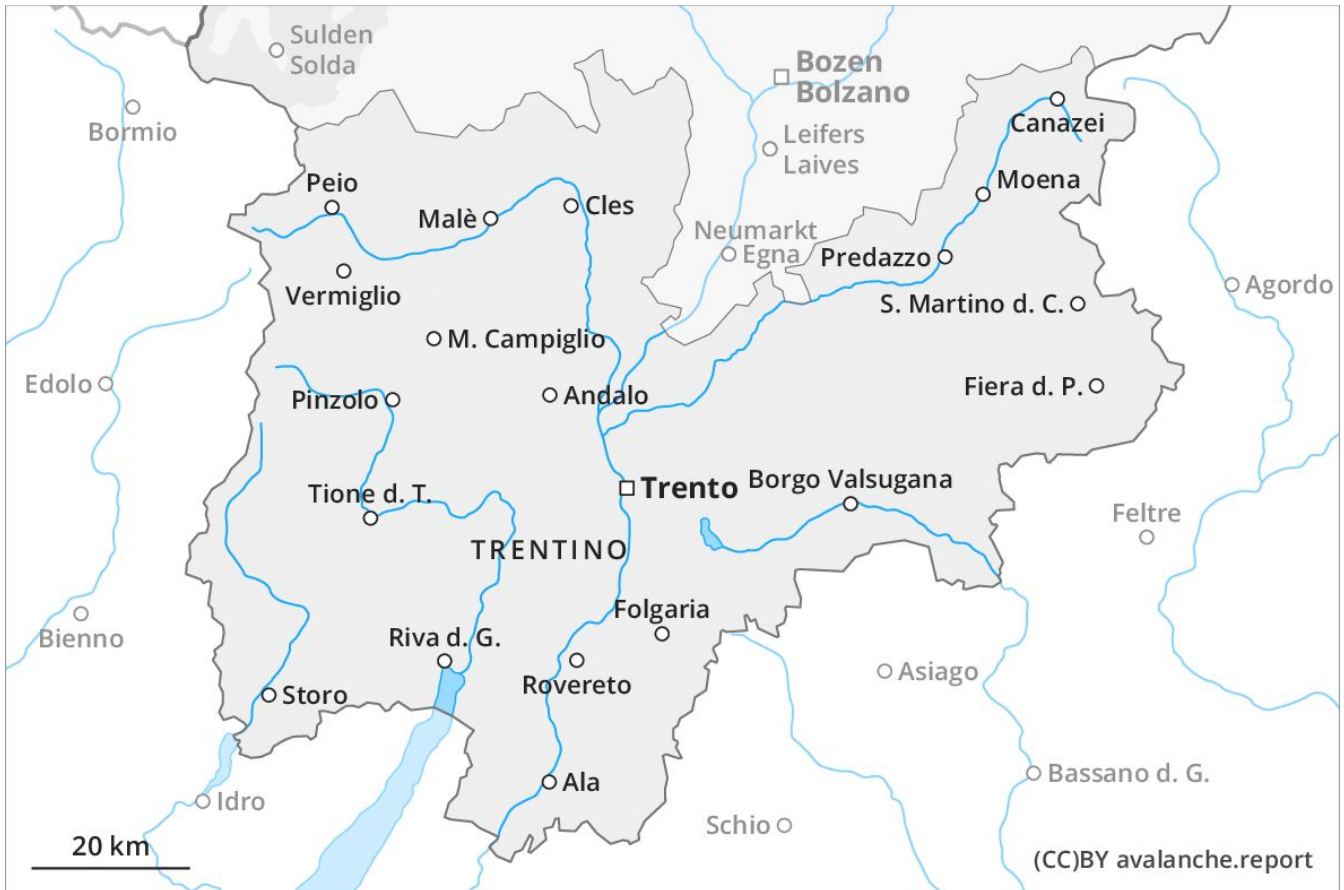 Sulden
Solda
Bozen
Bolzano
Bormio
Canazei
Leifers
Laives
Peio
Moena
Malè
Cles
Neumarkt
Egna
Predazzo
Vermiglio
Agordo
S. Martino d. C.
M. Campiglio
Edolo
Pinzolo
Andalo
Fiera d. P.
Trento
Borgo Valsugana
Tione d. T.
Feltre
TRENTINO
Folgaria
Bienno
Riva d. G.
Asiago
Rovereto
Storo
Bassano d. G.
Ala
Idro
Schio
20 km
(CC)BY avalanche.report